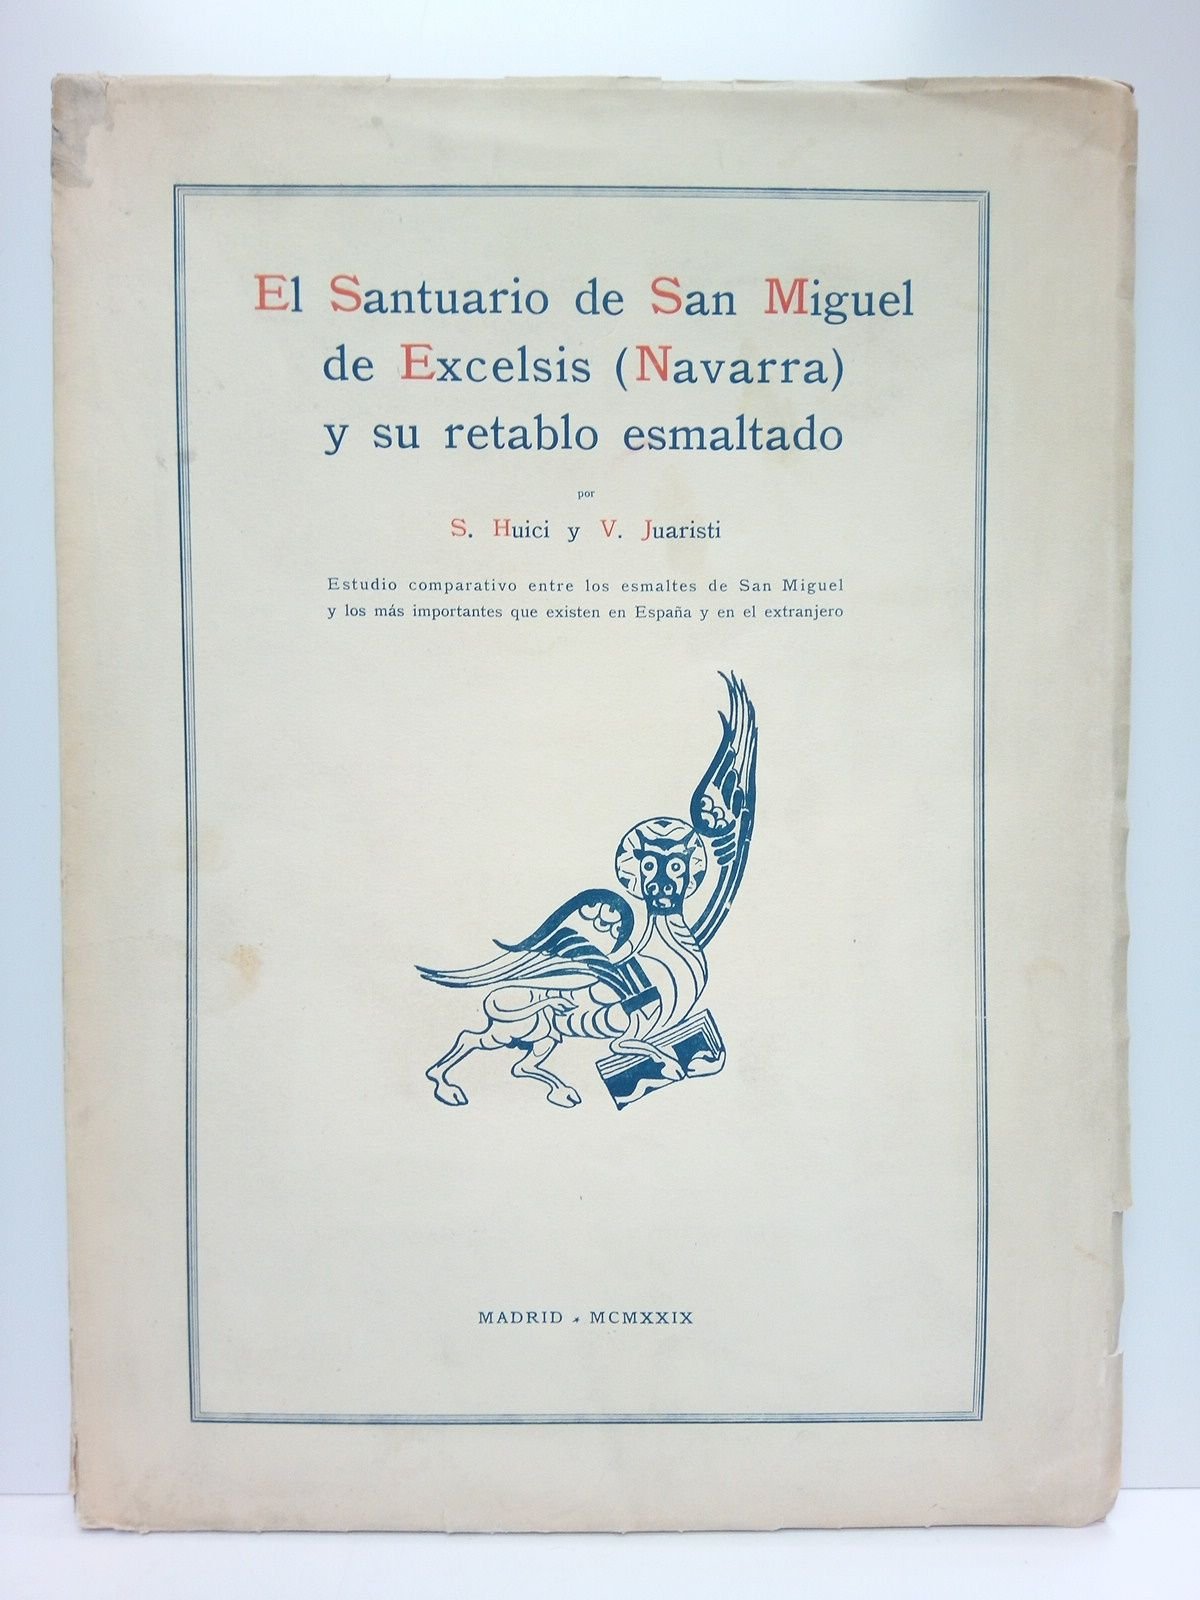 El Santuario de San Miguel
de Excelsis (Navarra)
y su retablo esmaltado
por
S. Huici y V. Juaristi
Estudio comparativo entre los esmaltes de San Miguel
y los más importantes que existen en España y en el extranjero
MADRID MCMXXIX